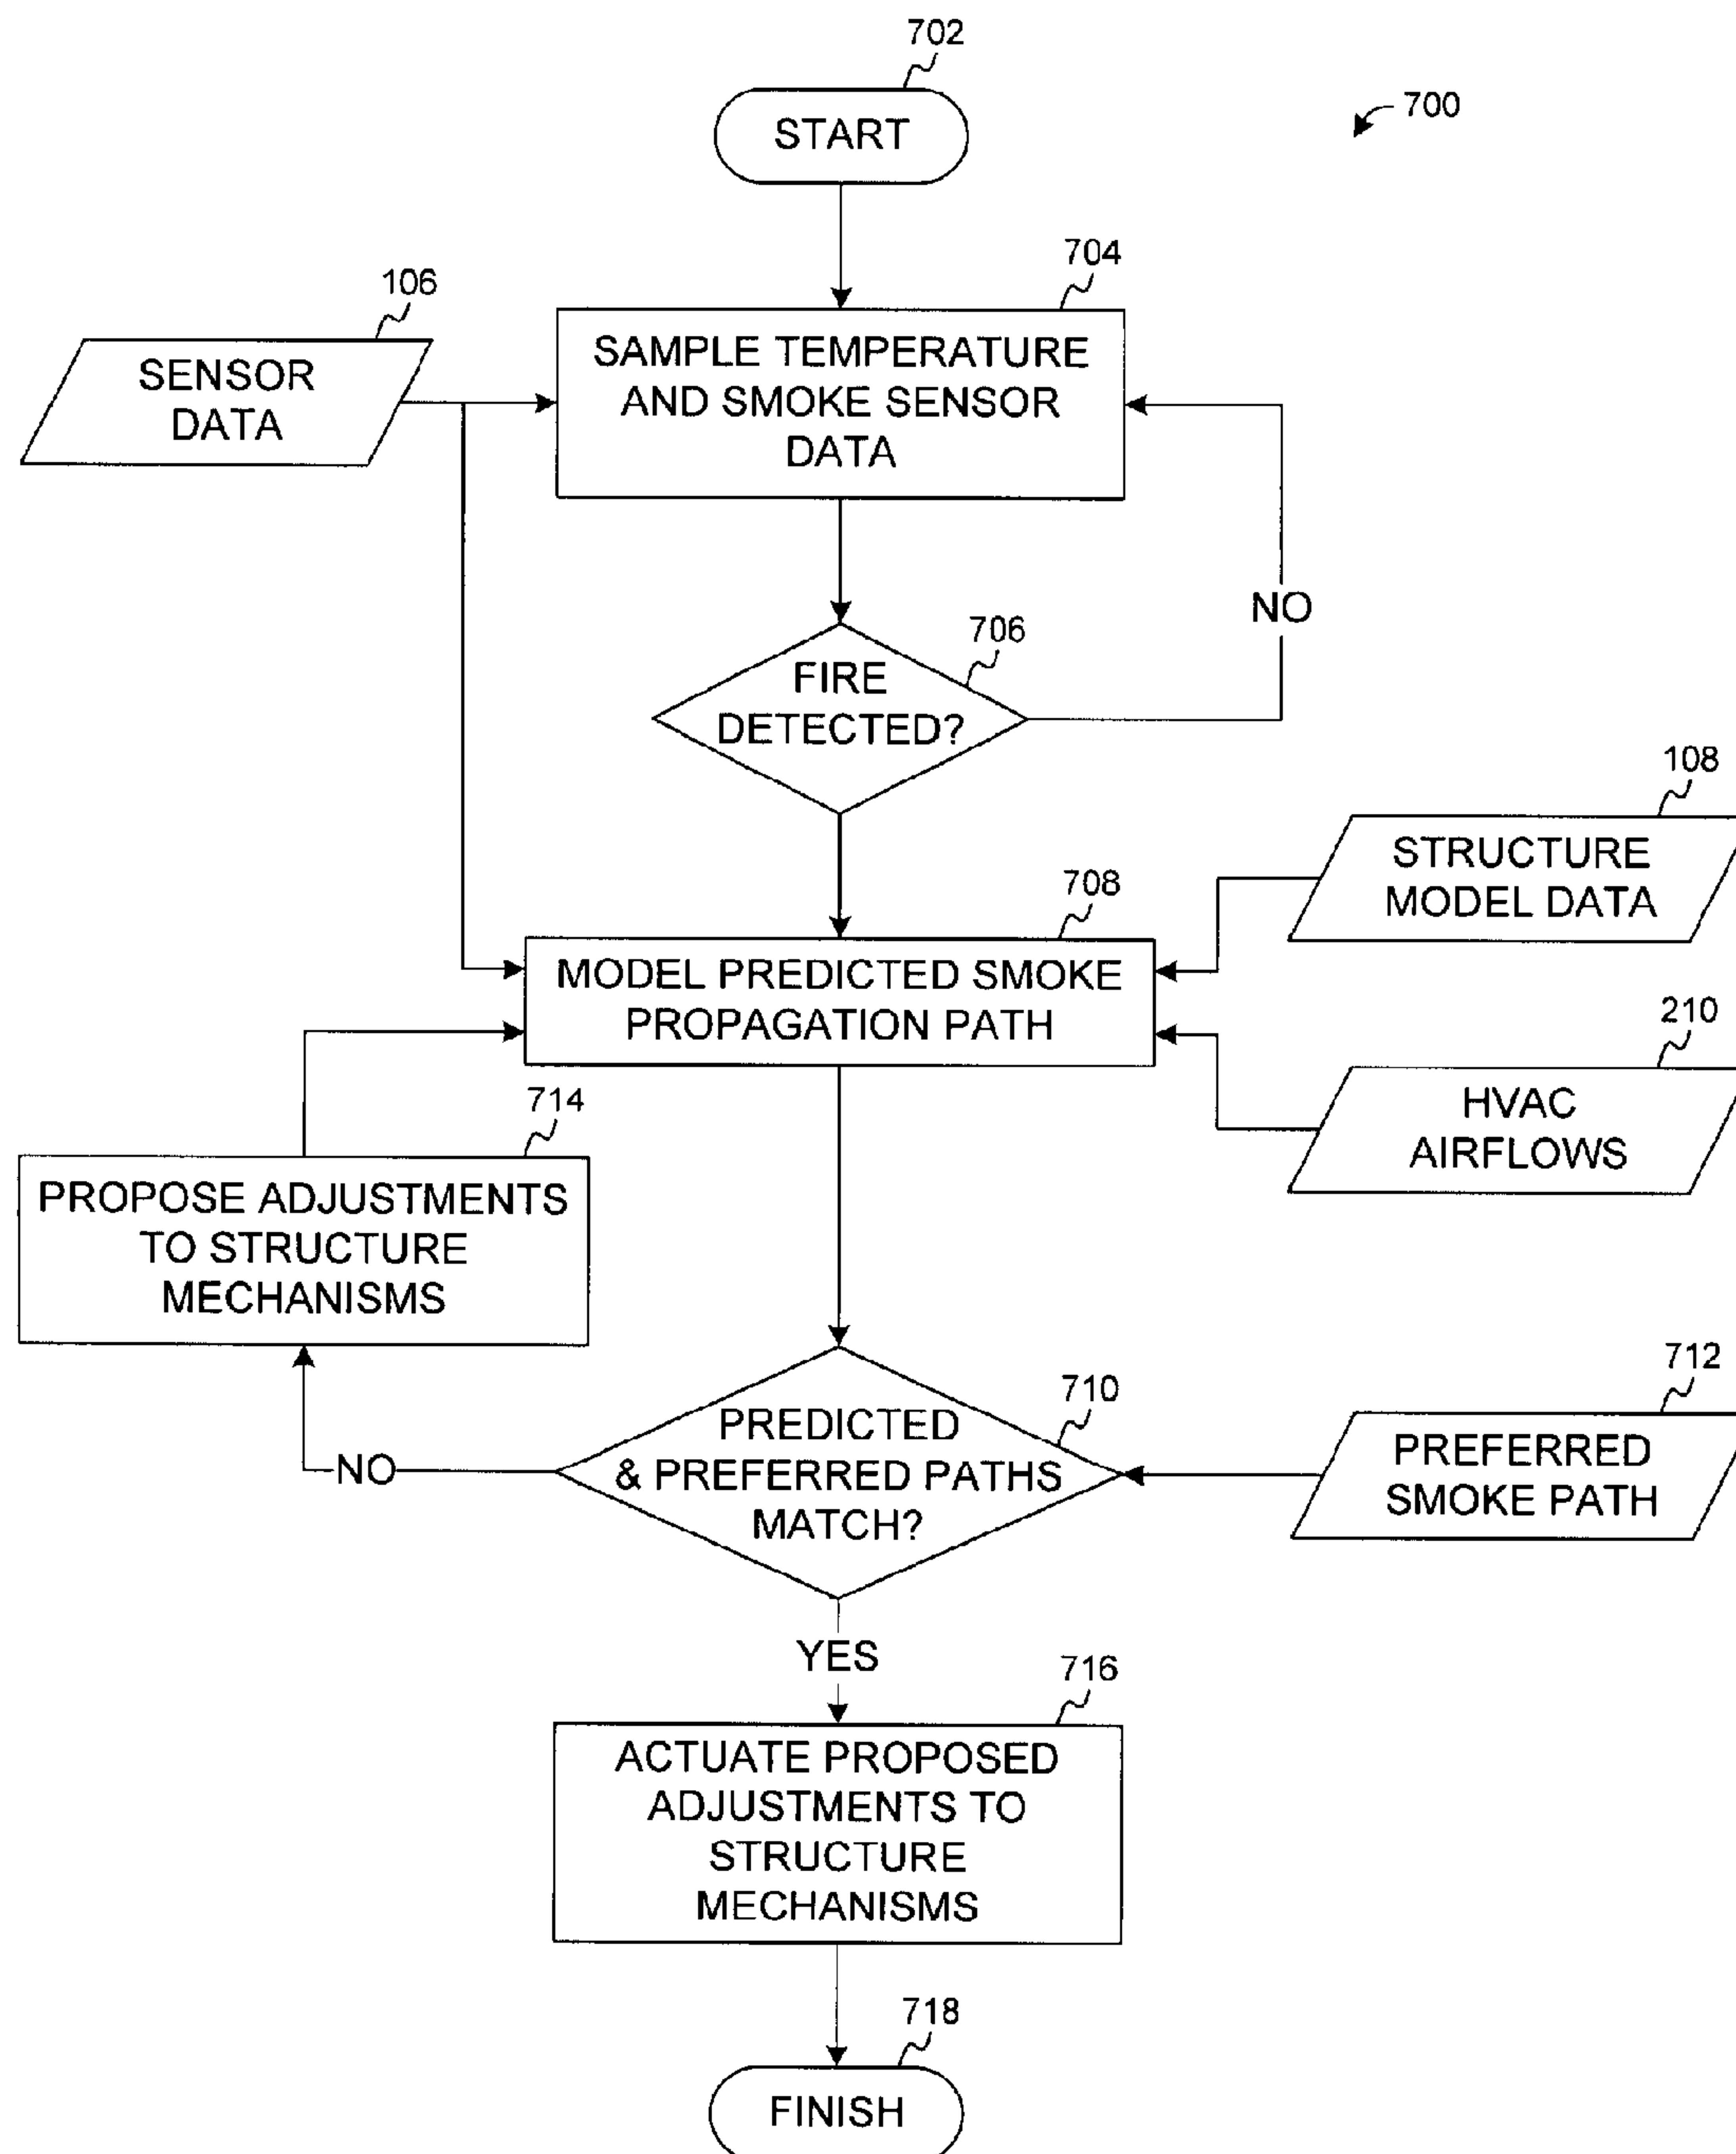 702
START
700
704
106
SAMPLE TEMPERATURE
AND SMOKE SENSOR
DATA
SENSOR
DATA
NO
706
FIRE
DETECTED?
108
STRUCTURE
MODEL DATA
708
MODEL PREDICTED SMOKE
PROPAGATION PATH
210
HVAC
AIRFLOWS
714
PROPOSE ADJUSTMENTS
TO STRUCTURE
MECHANISMS
712
PREFERRED
SMOKE PATH
710
PREDICTED
& PREFERRED PATHS
MATCH?
NO
YES
716
ACTUATE PROPOSED
ADJUSTMENTS TO
STRUCTURE
MECHANISMS
718
FINISH